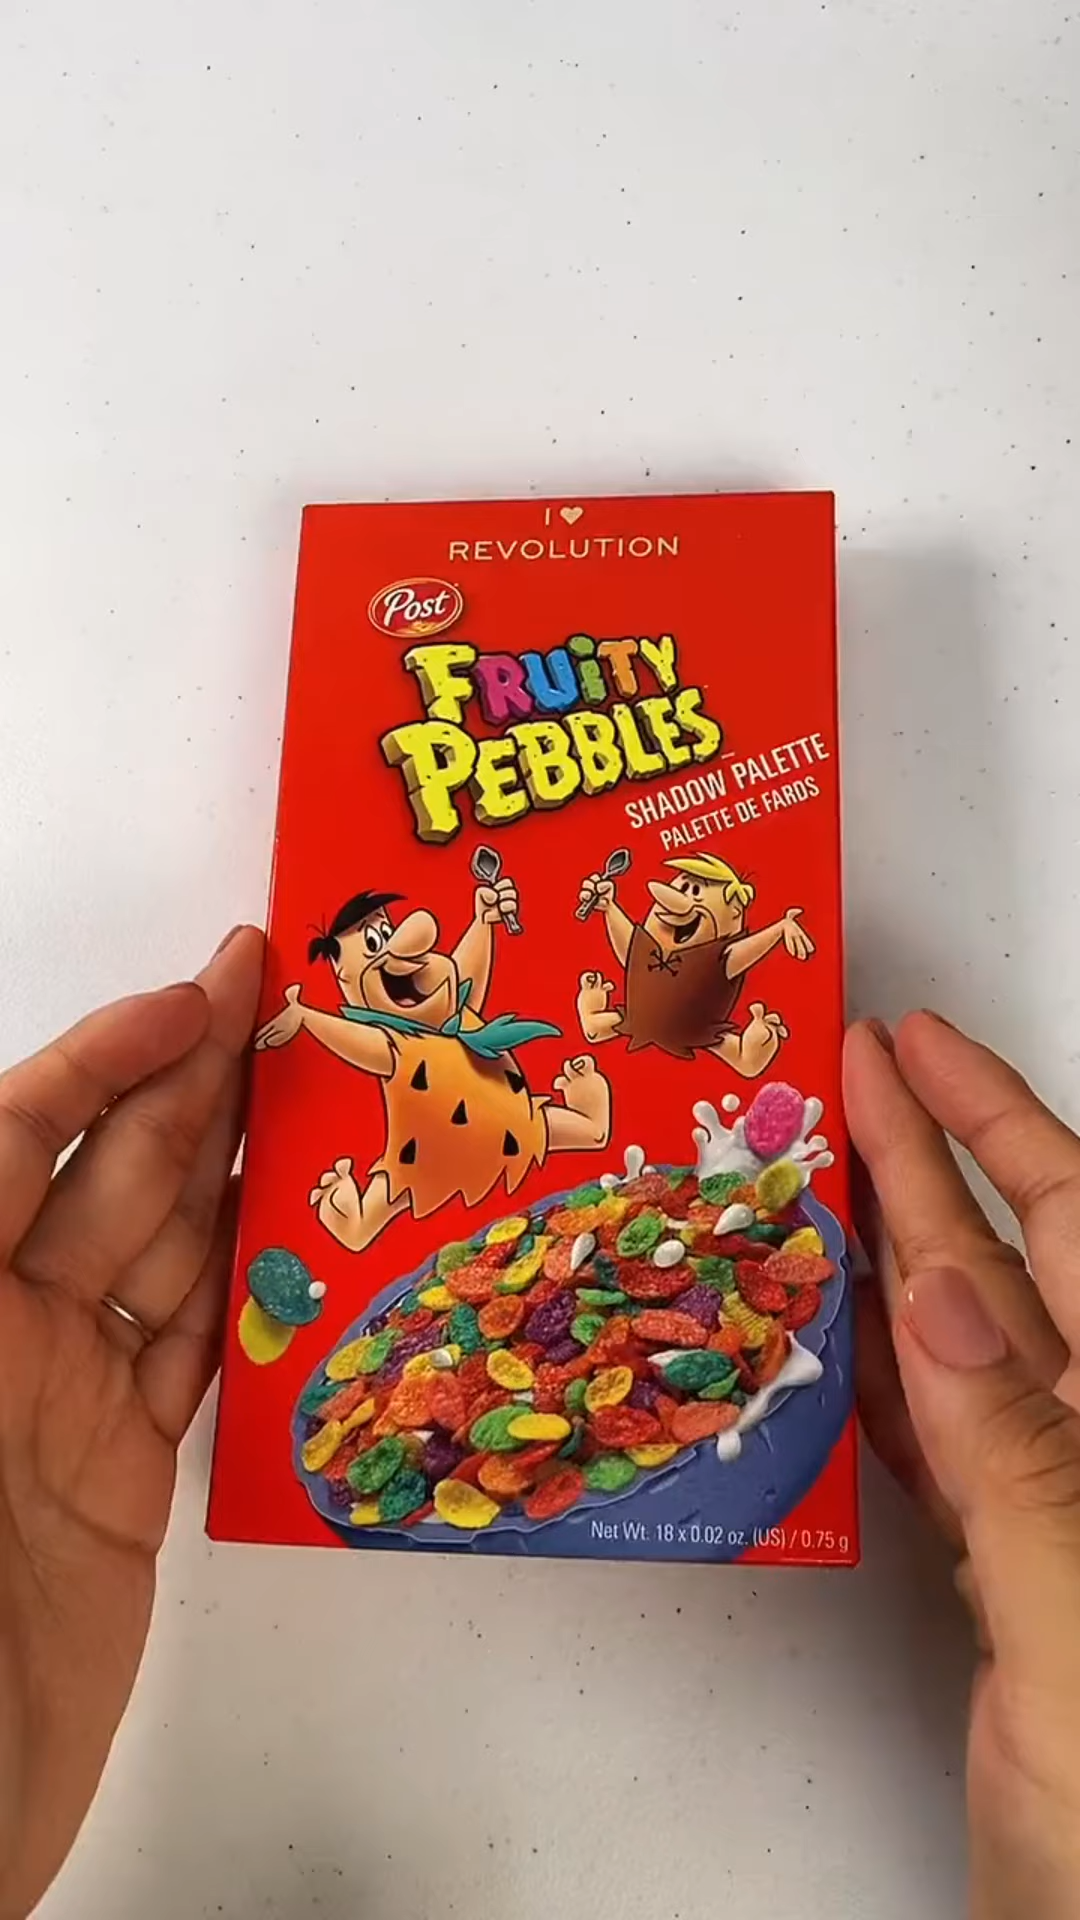 I ♥
REVOLUTION
Post
FRUITY
PEBBLES
SHADOW PALETTE
PALETTE DE FARDS
Net Wt. 18 x 0.02 oz. (US) / 0.75 g